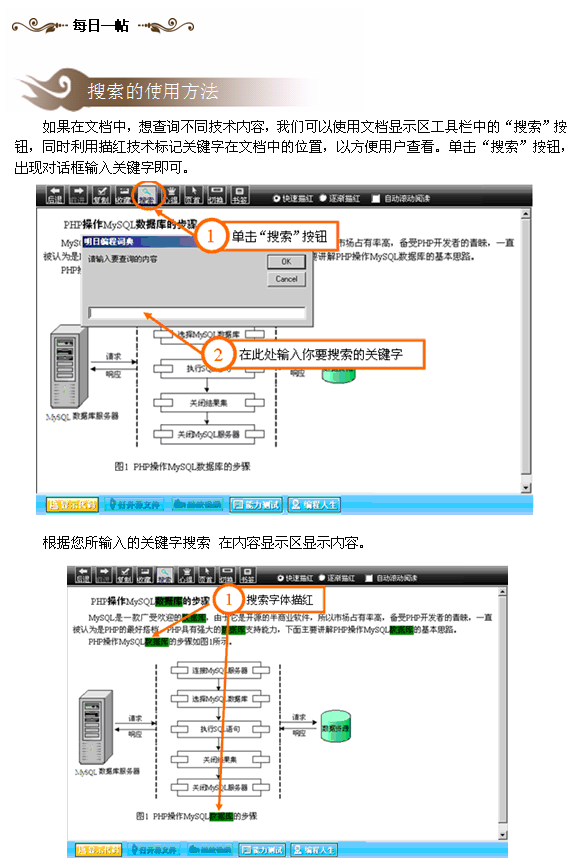 每日一帖
搜索的使用方法
如果在文档中，想查询不同技术内容，我们可以使用文档显示区工具栏中的“搜索”按
钮，同时利用描红技术标记关键字在文档中的位置，以方便用户查看。单击“搜索”按钮，
出现对话框输入关键字即可。
后退 前进 复制 收藏 搜索 心得 页首 切换 书签 快速描红 逐渐描红 自动滚动阅读
PHP操作MySQL数据库的步骤
1 单击“搜索”按钮
MyS
市场占有率高，备受PHP开发者的青睐，一直
被认为是
要讲解PHP操作MySQL数据库的基本思路。
PHP
明日编程词典
请输入要查询的内容
OK
Cancel
2 在此处输入你要搜索的关键字
选择MySQL数据库
请求
执行SQL语句
响应
响应
关闭结果集
MySQL 数据库服务器
关闭MySQL服务器
图1 PHP操作MySQL数据库的步骤
能力测试 编程人生
根据您所输入的关键字搜索 在内容显示区显示内容。
后退 前进 复制 收藏 搜索 心得 页首 切换 书签 快速描红 逐渐描红 自动滚动阅读
PHP操作MySQL数据库的步骤
1 搜索字体描红
MySQL是一款广受欢迎的数据库，由于它是开源的半商业软件，所以市场占有率高，备受PHP开发者的青睐，一直
被认为是PHP的最好搭档。PHP具有强大的数据库支持能力，下面主要讲解PHP操作MySQL数据库的基本思路。
PHP操作MySQL数据库的步骤如图1所示。
连接MySQL服务器
选择MySQL数据库
请求
执行SQL语句
请求
响应
数据资源
响应
关闭结果集
MySQL 数据库服务器
关闭MySQL服务器
图1 PHP操作MySQL数据库的步骤
能力测试 编程人生